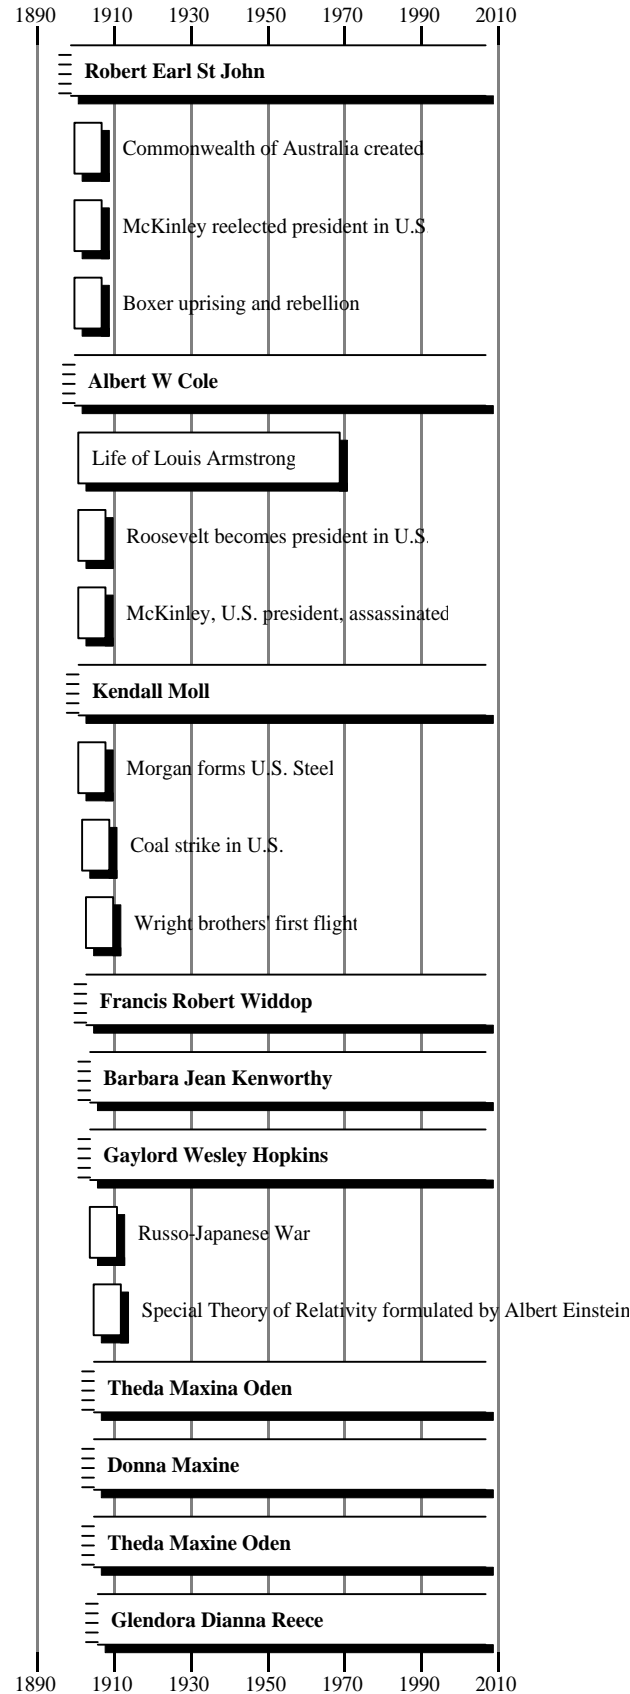 1890 1910 1930 1950 1970 1990 2010
Robert Earl St John
Commonwealth of Australia created
McKinley reelected president in U.S
Boxer uprising and rebellion
Albert W Cole
Life of Louis Armstrong
Roosevelt becomes president in U.S.
McKinley, U.S. president, assassinated
Kendall Moll
Morgan forms U.S. Steel
Coal strike in U.S.
Wright brothers' first flight
Francis Robert Widdop
Barbara Jean Kenworthy
Gaylord Wesley Hopkins
Russo-Japanese War
Special Theory of Relativity formulated by Albert Einstein
Theda Maxina Oden
Donna Maxine
Theda Maxine Oden
Glendora Dianna Reece
1890 1910 1930 1950 1970 1990 2010